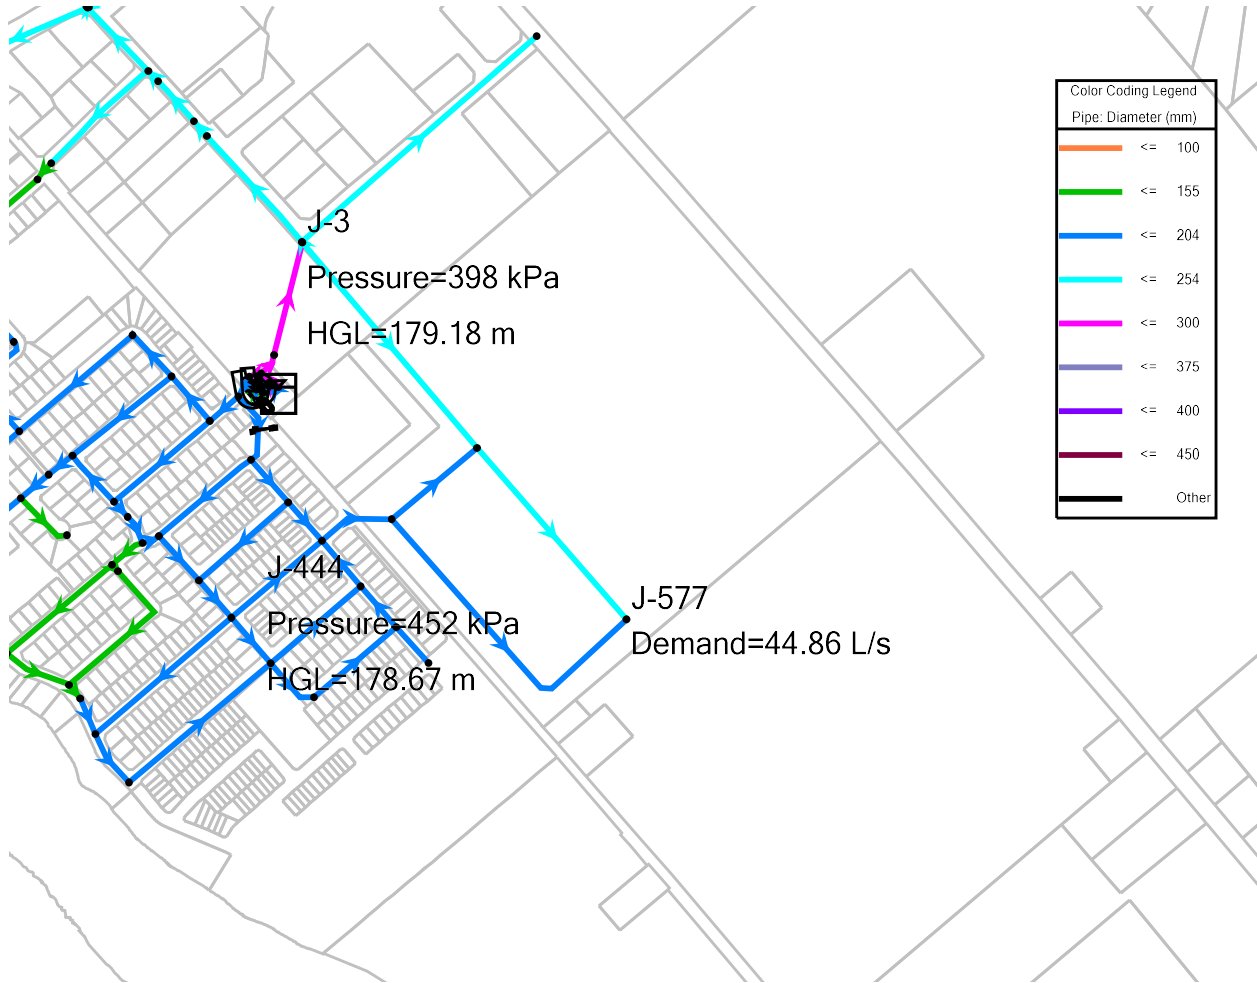 Color Coding Legend
Pipe: Diameter (mm)
<= 100
<= 155
<= 204
<= 254
<= 300
<= 375
<= 400
<= 450
Other
J-3
Pressure=398 kPa
HGL=179.18 m
J-444
Pressure=452 kPa
HGL=178.67 m
J-577
Demand=44.86 L/s